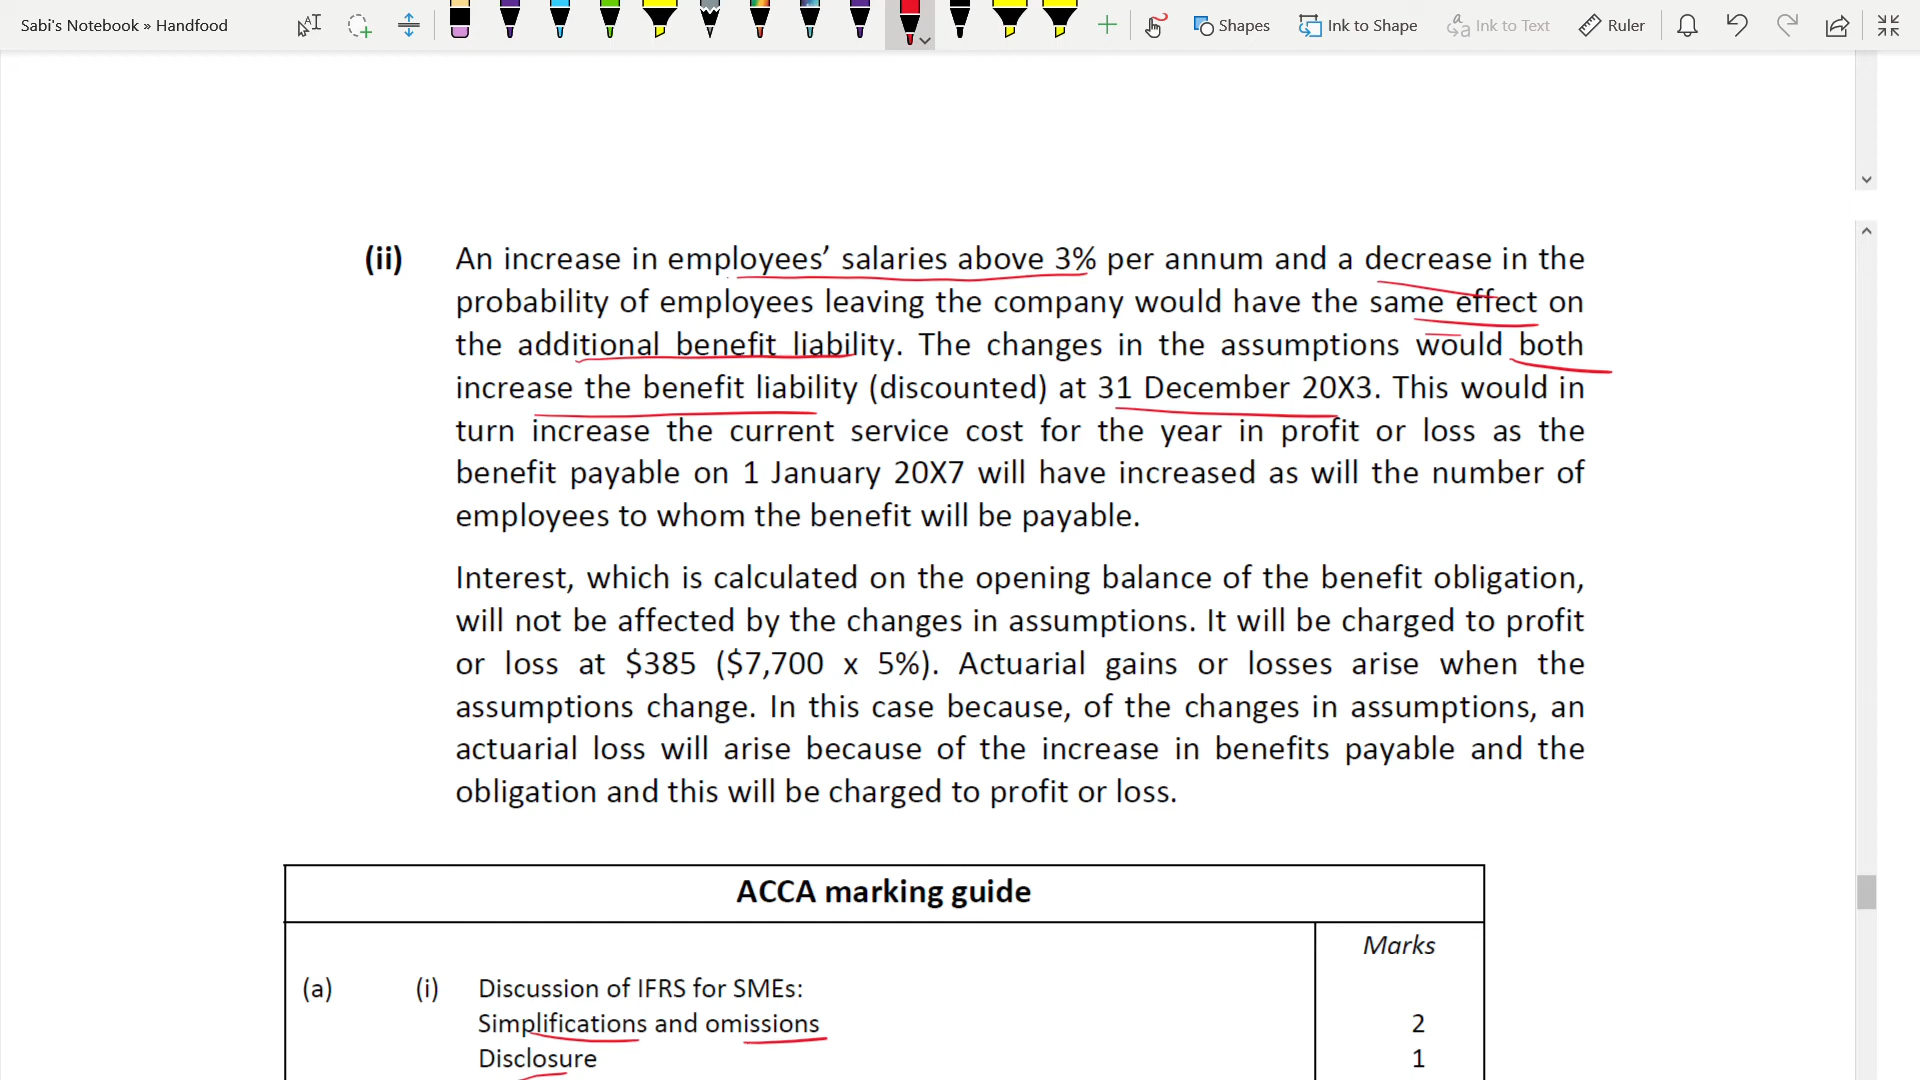 Sabi's Notebook » Handfood
Shapes
Ink to Shape
Ink to Text
Ruler
(ii) An increase in employees’ salaries above 3% per annum and a decrease in the
probability of employees leaving the company would have the same effect on
the additional benefit liability. The changes in the assumptions would both
increase the benefit liability (discounted) at 31 December 20X3. This would in
turn increase the current service cost for the year in profit or loss as the
benefit payable on 1 January 20X7 will have increased as will the number of
employees to whom the benefit will be payable.
Interest, which is calculated on the opening balance of the benefit obligation,
will not be affected by the changes in assumptions. It will be charged to profit
or loss at $385 ($7,700 x 5%). Actuarial gains or losses arise when the
assumptions change. In this case because, of the changes in assumptions, an
actuarial loss will arise because of the increase in benefits payable and the
obligation and this will be charged to profit or loss.
ACCA marking guide
Marks
(a) (i) Discussion of IFRS for SMEs:
Simplifications and omissions 2
Disclosure 1